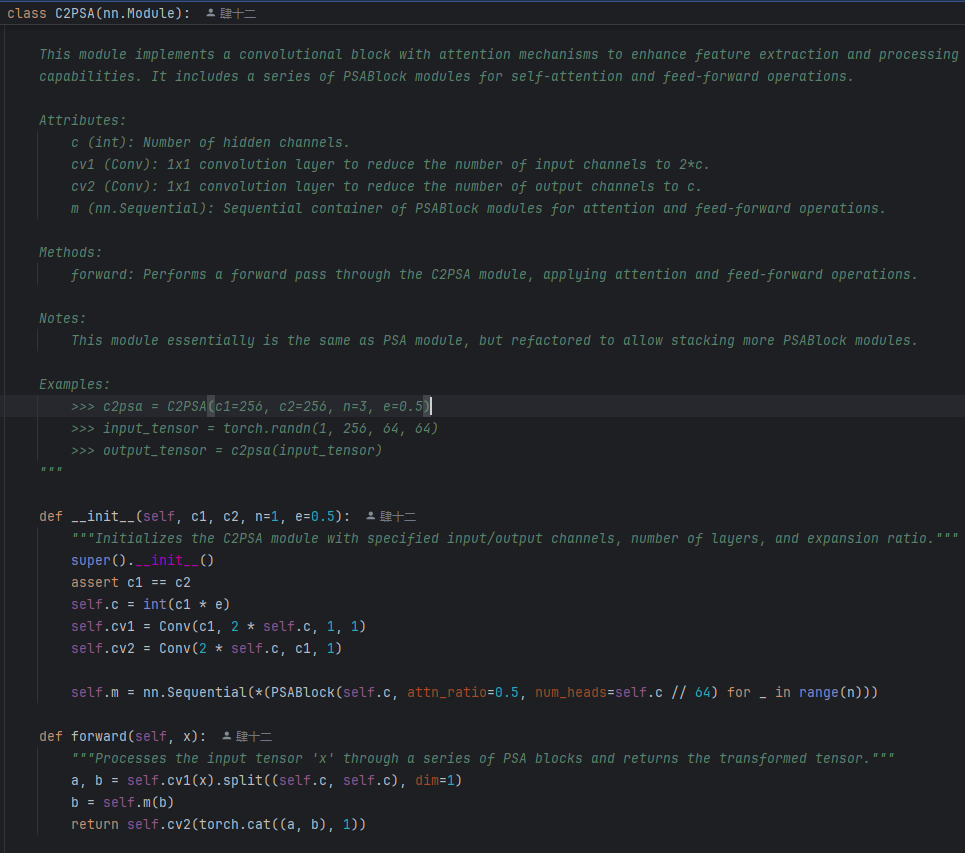 class C2PSA(nn.Module): 肆十二
This module implements a convolutional block with attention mechanisms to enhance feature extraction and processing
capabilities. It includes a series of PSABlock modules for self-attention and feed-forward operations.
Attributes:
c (int): Number of hidden channels.
cv1 (Conv): 1x1 convolution layer to reduce the number of input channels to 2*c.
cv2 (Conv): 1x1 convolution layer to reduce the number of output channels to c.
m (nn.Sequential): Sequential container of PSABlock modules for attention and feed-forward operations.
Methods:
forward: Performs a forward pass through the C2PSA module, applying attention and feed-forward operations.
Notes:
This module essentially is the same as PSA module, but refactored to allow stacking more PSABlock modules.
Examples:
>>> c2psa = C2PSA(c1=256, c2=256, n=3, e=0.5)
>>> input_tensor = torch.randn(1, 256, 64, 64)
>>> output_tensor = c2psa(input_tensor)
"""
def __init__(self, c1, c2, n=1, e=0.5): 肆十二
"""Initializes the C2PSA module with specified input/output channels, number of layers, and expansion ratio."""
super().__init__()
assert c1 == c2
self.c = int(c1 * e)
self.cv1 = Conv(c1, 2 * self.c, 1, 1)
self.cv2 = Conv(2 * self.c, c1, 1)
self.m = nn.Sequential(*(PSABlock(self.c, attn_ratio=0.5, num_heads=self.c // 64) for _ in range(n)))
def forward(self, x): 肆十二
"""Processes the input tensor 'x' through a series of PSA blocks and returns the transformed tensor."""
a, b = self.cv1(x).split((self.c, self.c), dim=1)
b = self.m(b)
return self.cv2(torch.cat((a, b), 1))